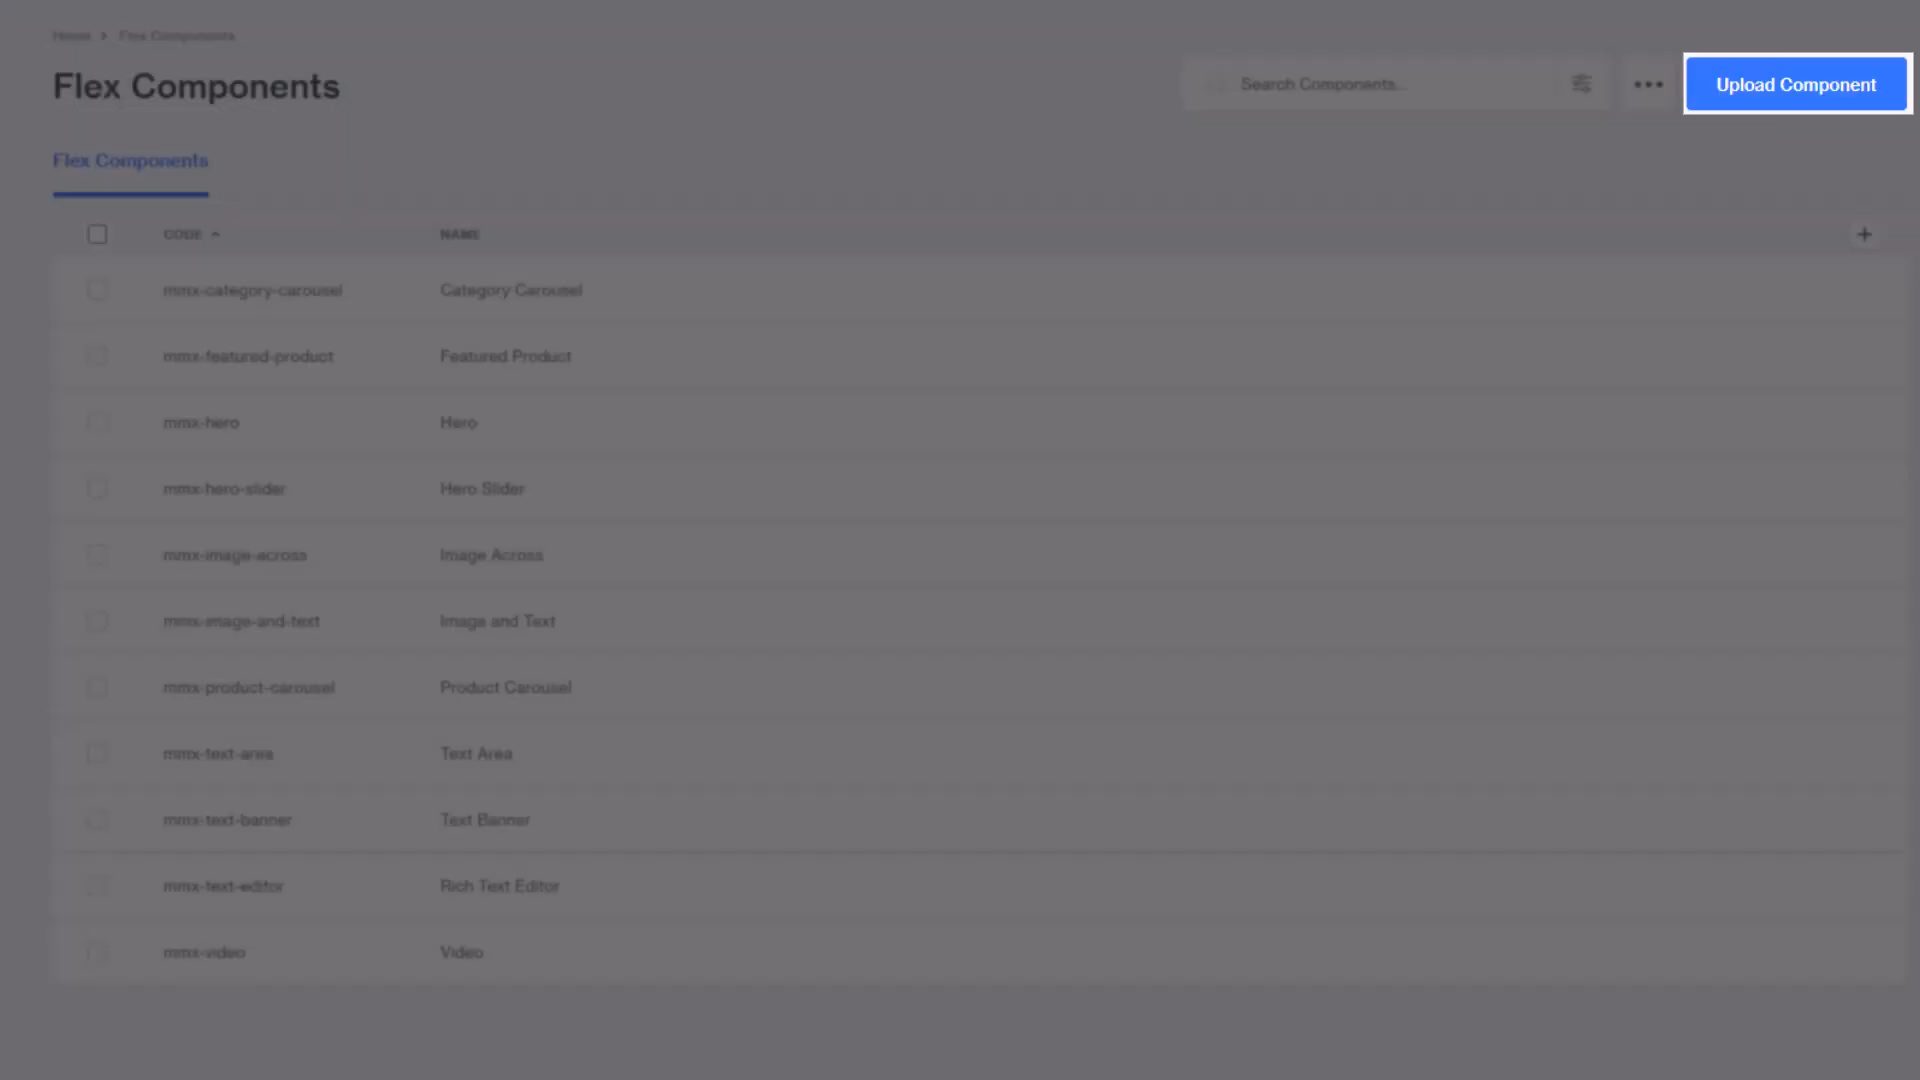 Home > Flex Components
Flex Components
Search Components...
Upload Component
Flex Components
CODE NAME
mmx-category-carousel Category Carousel
mmx-featured-product Featured Product
mmx-hero Hero
mmx-hero-slider Hero Slider
mmx-image-across Image Across
mmx-image-and-text Image and Text
mmx-product-carousel Product Carousel
mmx-text-area Text Area
mmx-text-banner Text Banner
mmx-text-editor Rich Text Editor
mmx-video Video